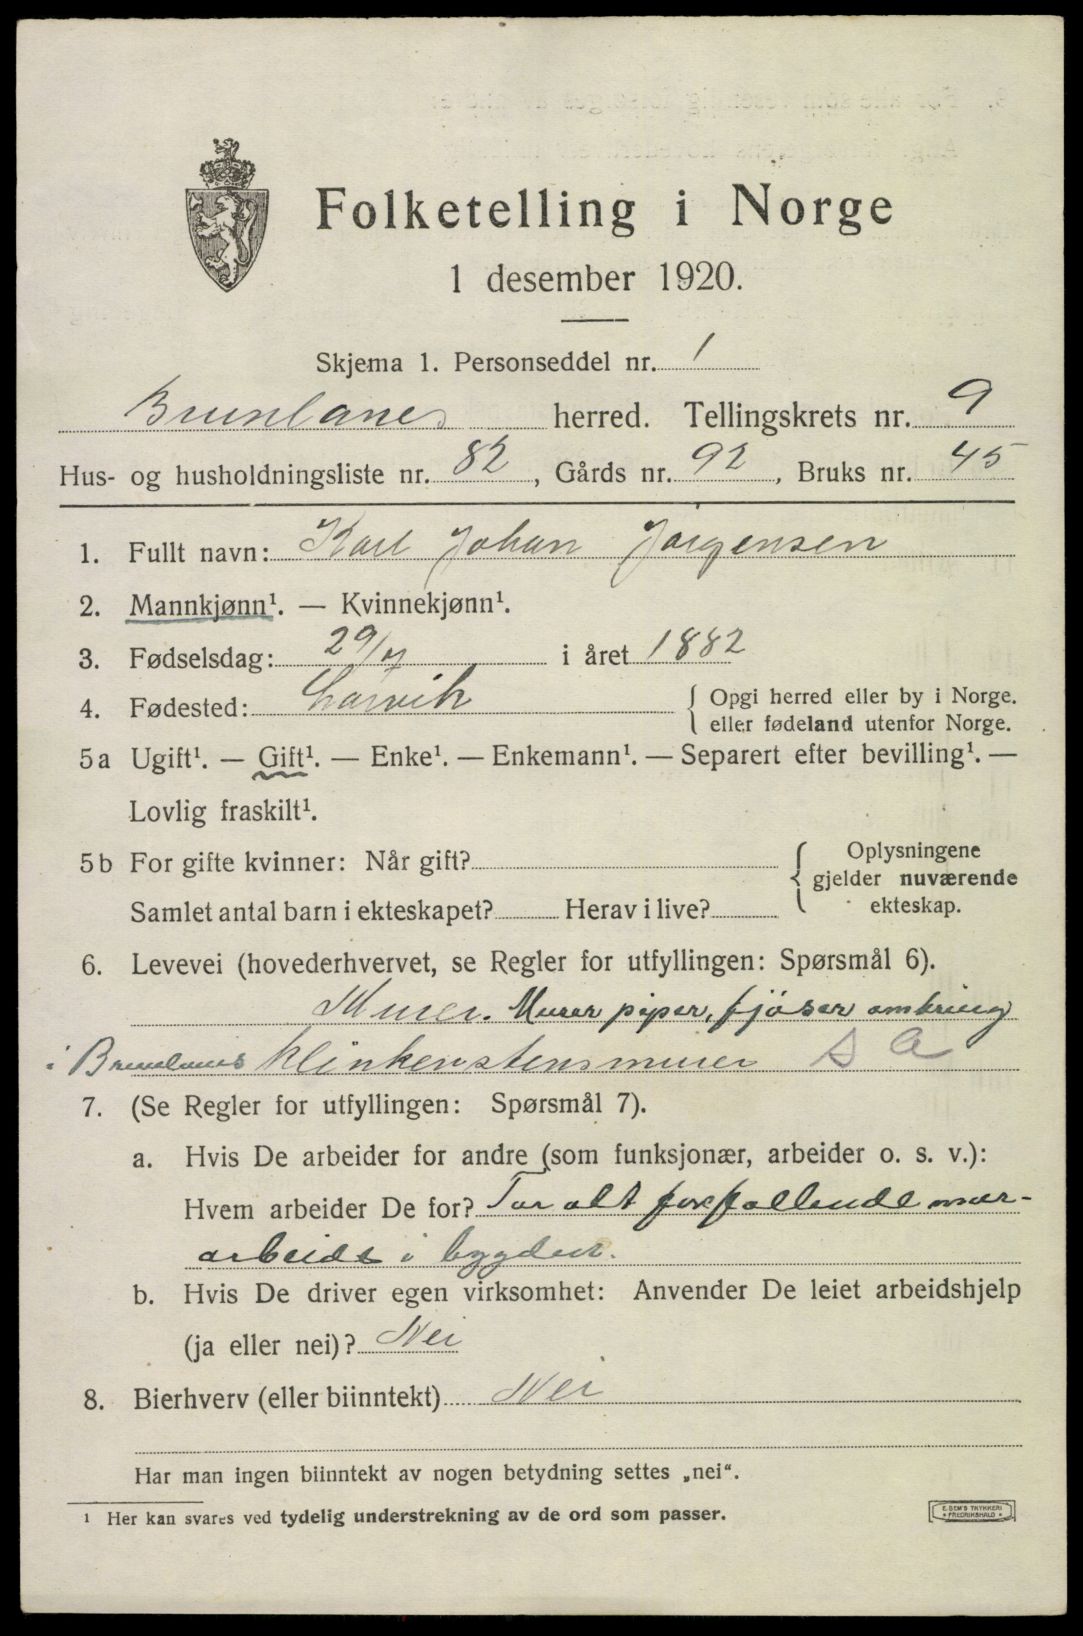 Folketelling i Norge
1 desember 1920.
Skjema 1. Personseddel nr. 1
Brunlanes herred. Tellingskrets nr. 9
Hus- og husholdningsliste nr. 82, Gårds nr. 92, Bruks nr. 45
1. Fullt navn: Karl Johan Jørgensen
2. Mannkjønn¹. — Kvinnekjønn¹.
3. Fødselsdag: 29/ i året 1882
4. Fødested: Larvik { Opgi herred eller by i Norge.
eller fødeland utenfor Norge.
5a Ugift¹. — Gift¹. — Enke¹. — Enkemann¹. — Separert efter bevilling¹. —
Lovlig fraskilt¹.
5b For gifte kvinner: Når gift?
Samlet antal barn i ekteskapet? Herav i live?
{ Oplysningene
gjelder nuværende
ekteskap.
6. Levevei (hovederhvervet, se Regler for utfyllingen: Spørsmål 6).
Murer. Murer piper, fjöser omkring
i Brunlanes klinkerstensmurer S a
7. (Se Regler for utfyllingen: Spørsmål 7).
a. Hvis De arbeider for andre (som funksjonær, arbeider o. s. v.):
Hvem arbeider De for? Tar alt forefallende mur-
arbeide i bygden.
b. Hvis De driver egen virksomhet: Anvender De leiet arbeidshjelp
(ja eller nei)? Nei
8. Bierhverv (eller biinntekt) Nei
Har man ingen biinntekt av nogen betydning settes „nei“.
¹ Her kan svares ved tydelig understrekning av de ord som passer.
E. SEM'S TRYKKERI
FREDRIKSHALD